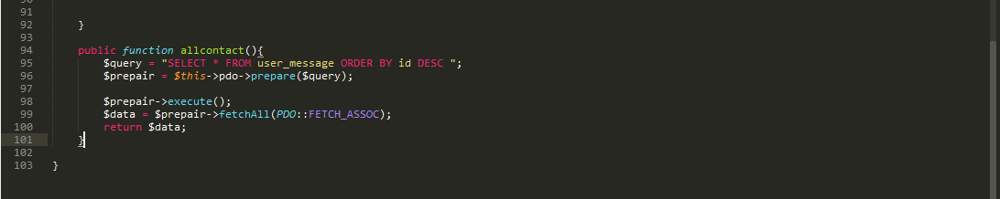 91
92 }
93
94 public function allcontact(){
95 $query = "SELECT * FROM user_message ORDER BY id DESC ";
96 $prepair = $this->pdo->prepare($query);
97
98 $prepair->execute();
99 $data = $prepair->fetchAll(PDO::FETCH_ASSOC);
100 return $data;
101 }
102
103 }